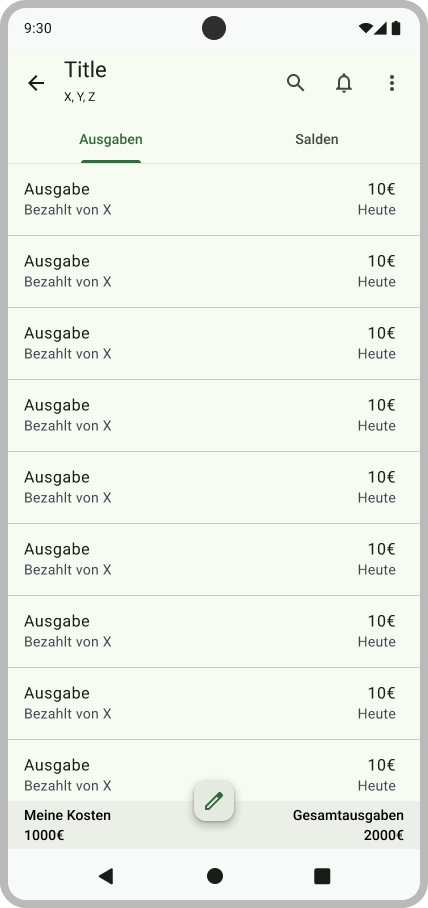 9:30
Title
X, Y, Z
Ausgaben Salden
Ausgabe 10€
Bezahlt von X Heute
Ausgabe 10€
Bezahlt von X Heute
Ausgabe 10€
Bezahlt von X Heute
Ausgabe 10€
Bezahlt von X Heute
Ausgabe 10€
Bezahlt von X Heute
Ausgabe 10€
Bezahlt von X Heute
Ausgabe 10€
Bezahlt von X Heute
Ausgabe 10€
Bezahlt von X Heute
Ausgabe 10€
Bezahlt von X Heute
Meine Kosten Gesamtausgaben
1000€ 2000€